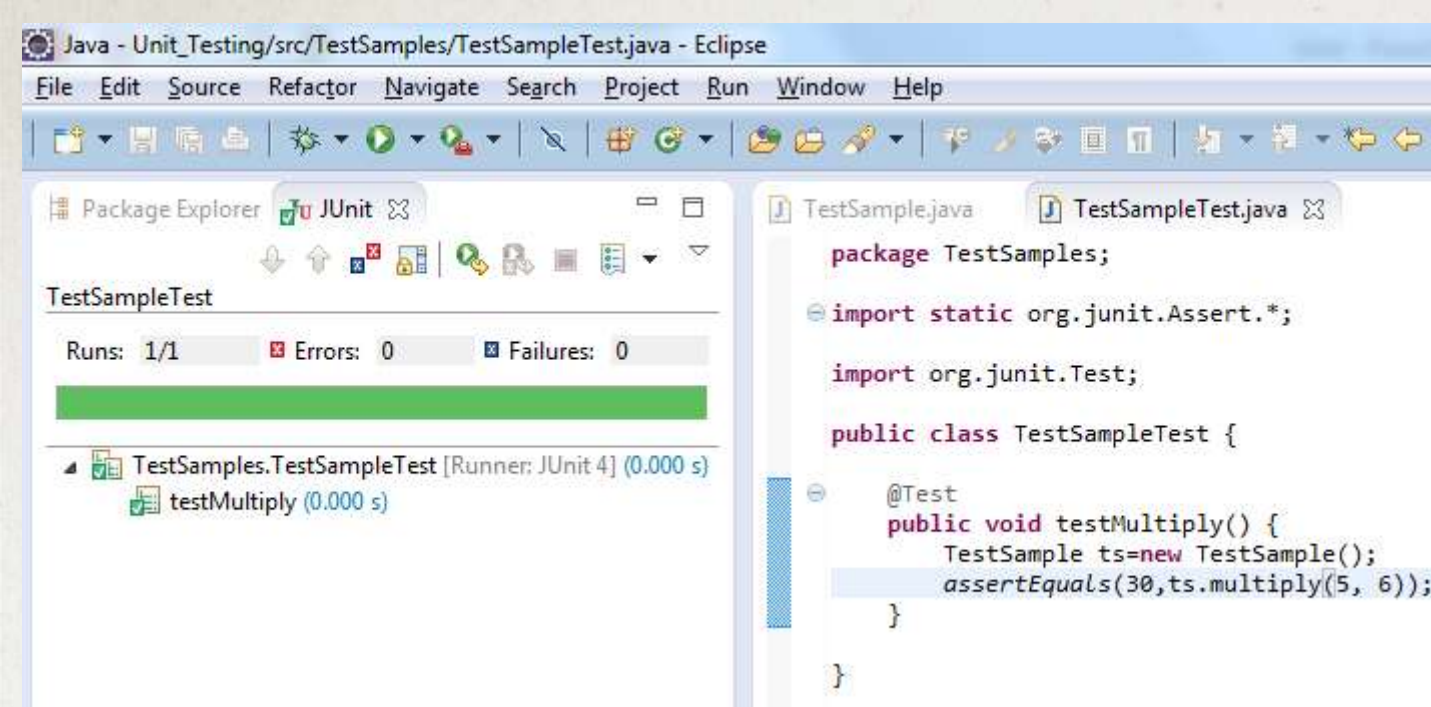 Java - Unit_Testing/src/TestSamples/TestSampleTest.java - Eclipse
File Edit Source Refactor Navigate Search Project Run Window Help
Package Explorer JUnit
TestSampleTest
Runs: 1/1 Errors: 0 Failures: 0
TestSamples.TestSampleTest [Runner: JUnit 4] (0.000 s)
testMultiply (0.000 s)
TestSample.java TestSampleTest.java
package TestSamples;
import static org.junit.Assert.*;
import org.junit.Test;
public class TestSampleTest {
@Test
public void testMultiply() {
TestSample ts=new TestSample();
assertEquals(30,ts.multiply(5, 6));
}
}